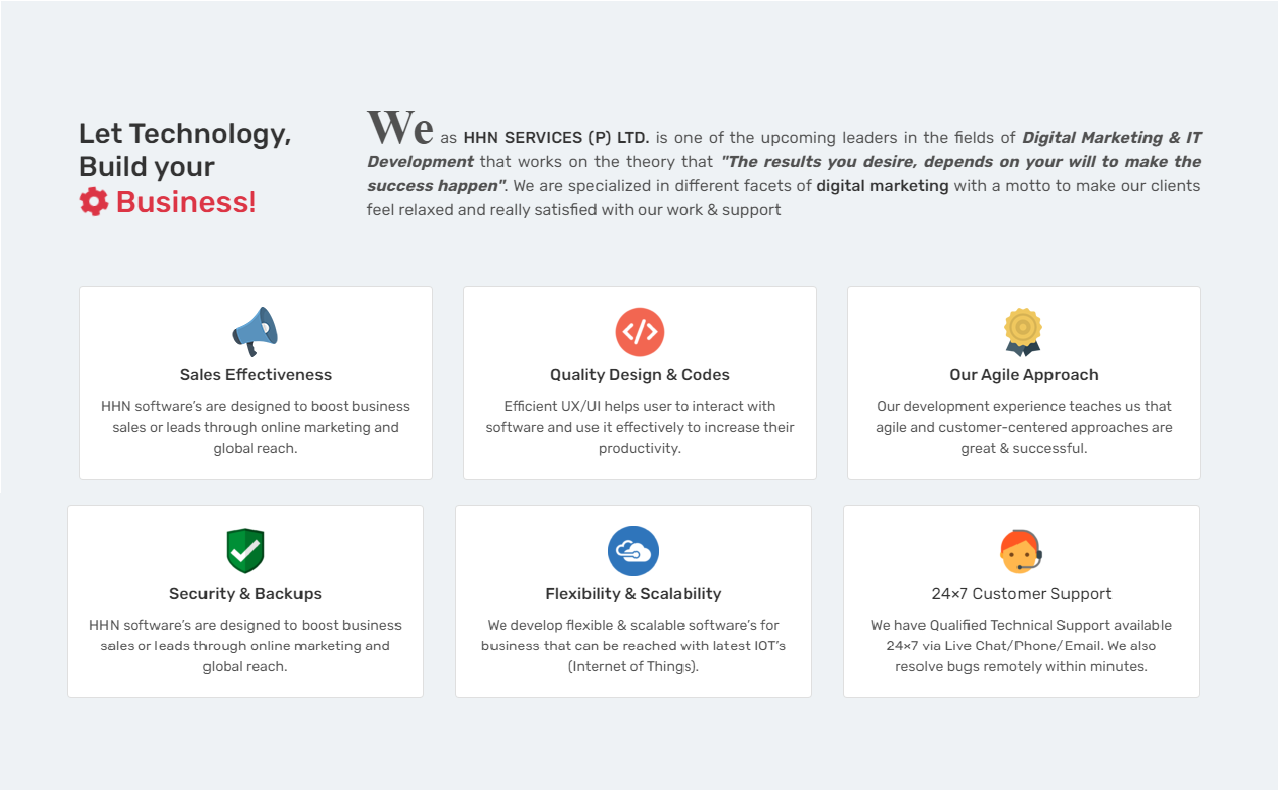 Let Technology,
Build your
Business!
We as HHN SERVICES (P) LTD. is one of the upcoming leaders in the fields of Digital Marketing & IT
Development that works on the theory that "The results you desire, depends on your will to make the
success happen". We are specialized in different facets of digital marketing with a motto to make our clients
feel relaxed and really satisfied with our work & support
Sales Effectiveness
HHN software's are designed to boost business
sales or leads through online marketing and
global reach.
Quality Design & Codes
Efficient UX/UI helps user to interact with
software and use it effectively to increase their
productivity.
Our Agile Approach
Our development experience teaches us that
agile and customer-centered approaches are
great & successful.
Security & Backups
HHN software's are designed to boost business
sales or leads through online marketing and
global reach.
Flexibility & Scalability
We develop flexible & scalable software's for
business that can be reached with latest IOT's
(Internet of Things).
24×7 Customer Support
We have Qualified Technical Support available
24×7 via Live Chat/Phone/Email. We also
resolve bugs remotely within minutes.